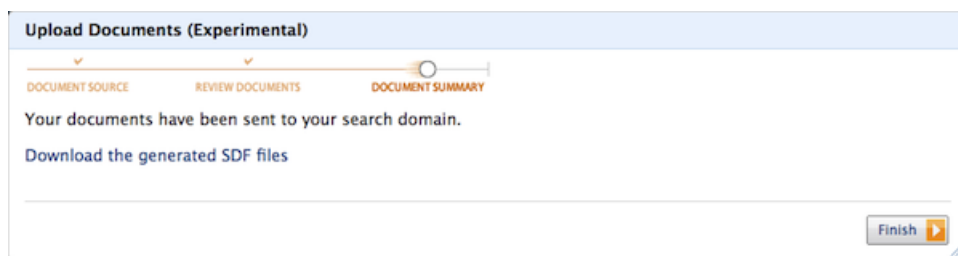 Upload Documents (Experimental)
DOCUMENT SOURCE REVIEW DOCUMENTS DOCUMENT SUMMARY
Your documents have been sent to your search domain.
Download the generated SDF files
Finish